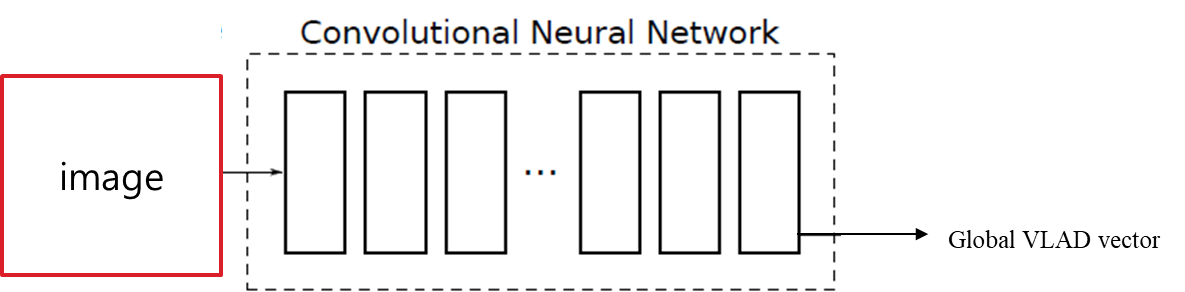 Convolutional Neural Network
image
...
Global VLAD vector